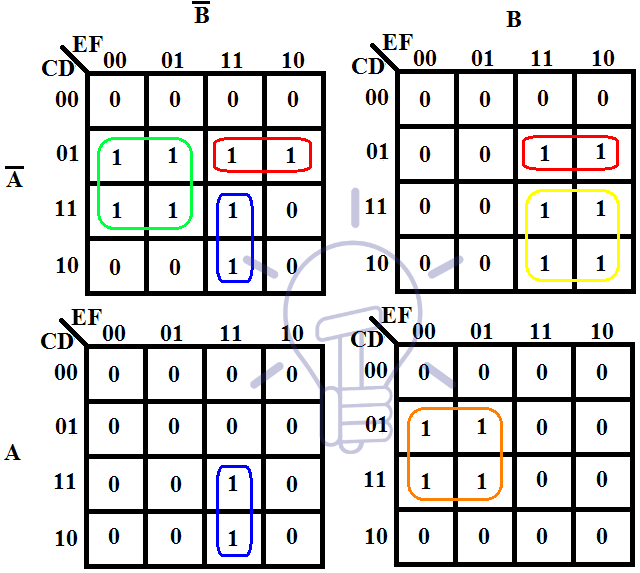 B̅ B
EF EF
CD 00 01 11 10 CD 00 01 11 10
00 0 0 0 0 00 0 0 0 0
01 1 1 1 1 01 0 0 1 1
A̅
11 1 1 1 0 11 0 0 1 1
10 0 0 1 0 10 0 0 1 1
EF EF
CD 00 01 11 10 CD 00 01 11 10
00 0 0 0 0 00 0 0 0 0
01 0 0 0 0 01 1 1 0 0
A
11 0 0 1 0 11 1 1 0 0
10 0 0 1 0 10 0 0 0 0